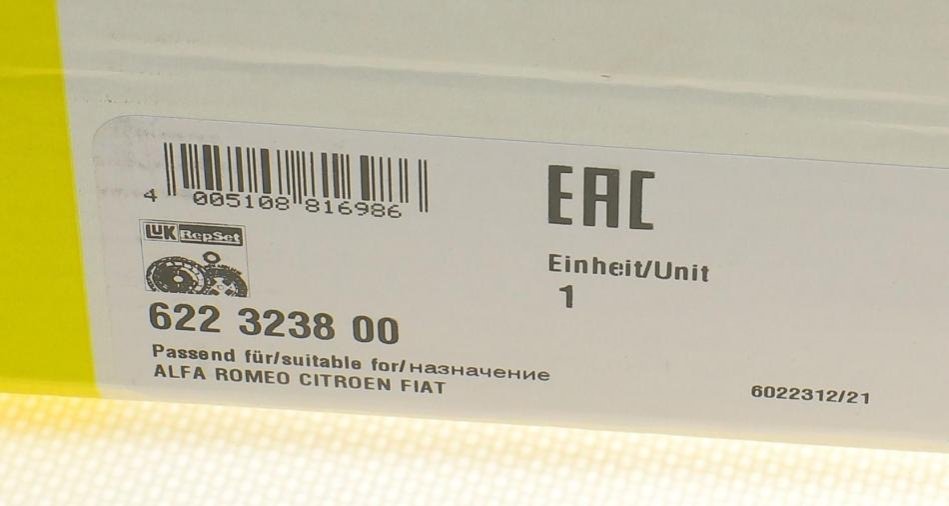 4 005108 816986
EAC
LUK RepSet
Einheit/Unit
1
622 3238 00
Passend für/suitable for/назначение
ALFA ROMEO CITROEN FIAT
6022312/21